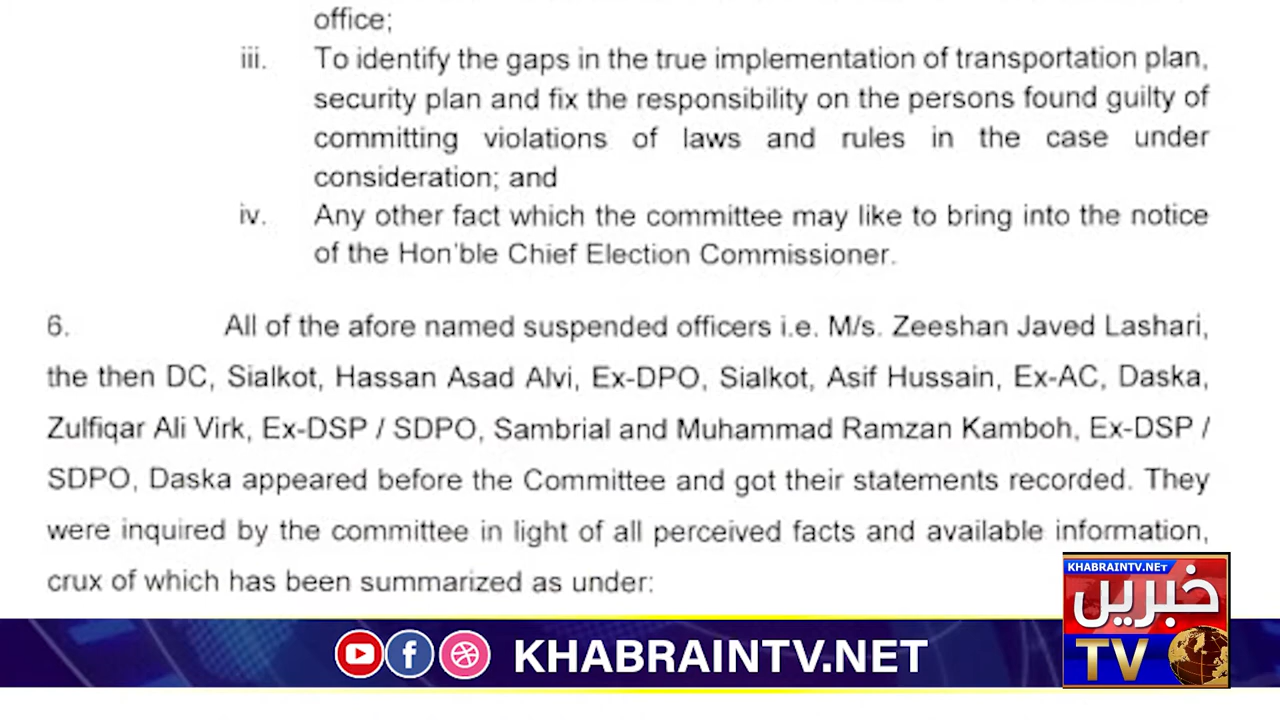 office;
iii. To identify the gaps in the true implementation of transportation plan,
security plan and fix the responsibility on the persons found guilty of
committing violations of laws and rules in the case under
consideration; and
iv. Any other fact which the committee may like to bring into the notice
of the Hon'ble Chief Election Commissioner.
6. All of the afore named suspended officers i.e. M/s. Zeeshan Javed Lashari,
the then DC, Sialkot, Hassan Asad Alvi, Ex-DPO, Sialkot, Asif Hussain, Ex-AC, Daska,
Zulfiqar Ali Virk, Ex-DSP / SDPO, Sambrial and Muhammad Ramzan Kamboh, Ex-DSP /
SDPO, Daska appeared before the Committee and got their statements recorded. They
were inquired by the committee in light of all perceived facts and available information,
crux of which has been summarized as under:
KHABRAINTV.NET
خبریں
TV
KHABRAINTV.NET